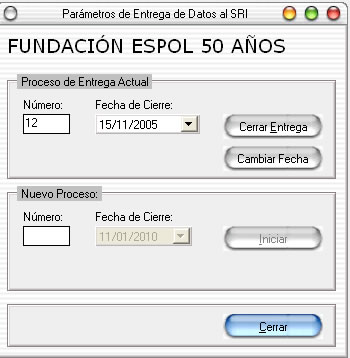 Parámetros de Entrega de Datos al SRI
FUNDACIÓN ESPOL 50 AÑOS
Proceso de Entrega Actual
Número: Fecha de Cierre:
12 15/11/2005 Cerrar Entrega
Cambiar Fecha
Nuevo Proceso:
Número: Fecha de Cierre:
11/01/2010 Iniciar
Cerrar